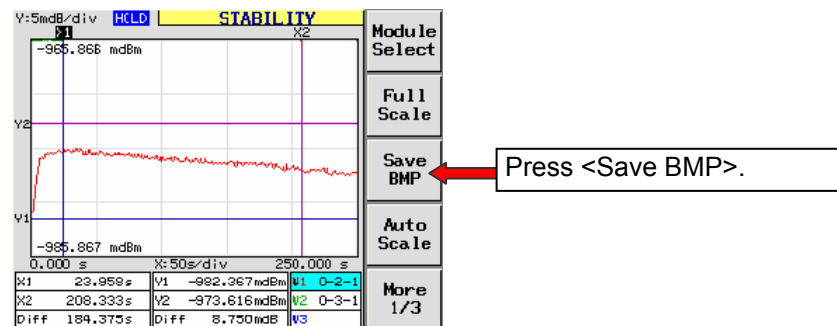 Y:5mdB/div HOLD STABILITY
X1 X2
-965.866 mdBm
Y2
Y1
-985.867 mdBm
0.000 s X:50s/div 250.000 s
X1 23.958s Y1 -982.367mdBm V1 0-2-1
X2 208.333s Y2 -973.616mdBm V2 0-3-1
Diff 184.375s Diff 8.750mdB V3
Module
Select
Full
Scale
Save
BMP
Auto
Scale
More
1/3
Press <Save BMP>.